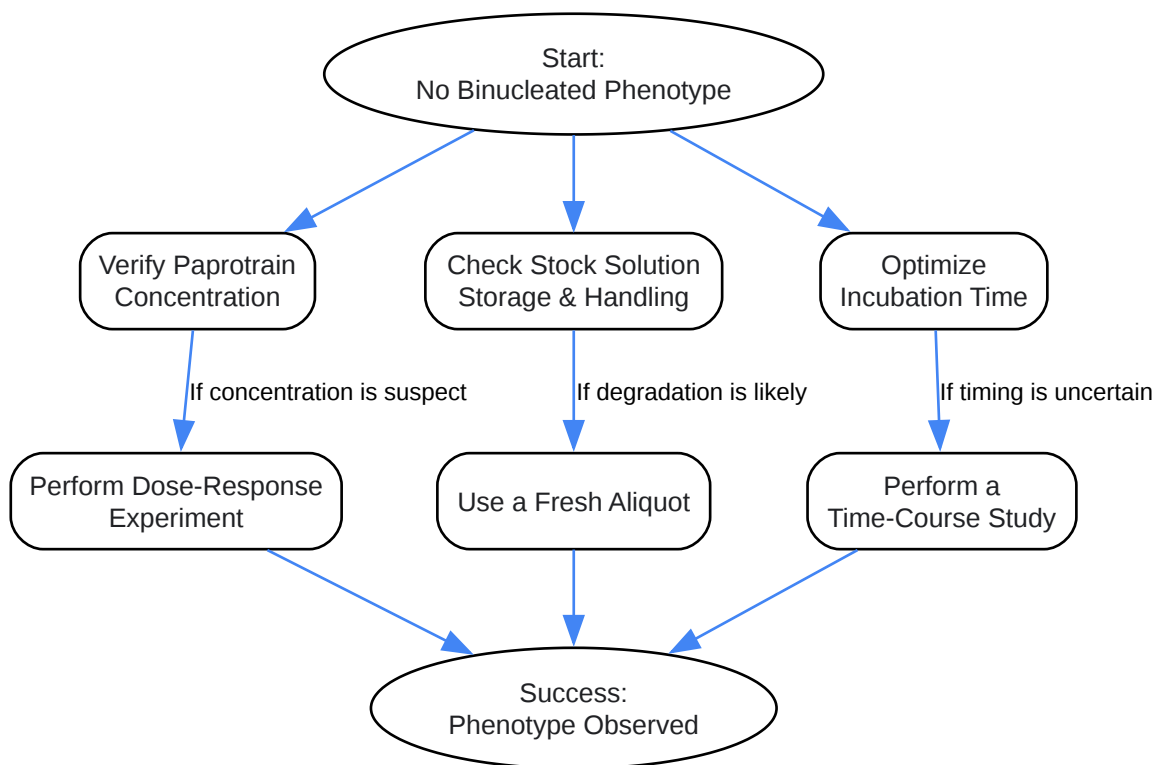 Start:
No Binucleated Phenotype
Verify Paprotrain
Concentration
Check Stock Solution
Storage & Handling
Optimize
Incubation Time
If concentration is suspect
If degradation is likely
If timing is uncertain
Perform Dose-Response
Experiment
Use a Fresh Aliquot
Perform a
Time-Course Study
Success:
Phenotype Observed